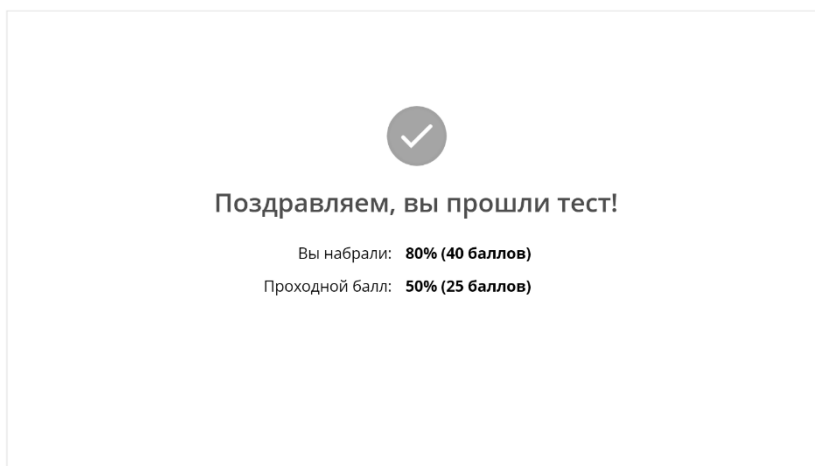 Поздравляем, вы прошли тест!
Вы набрали: 80% (40 баллов)
Проходной балл: 50% (25 баллов)